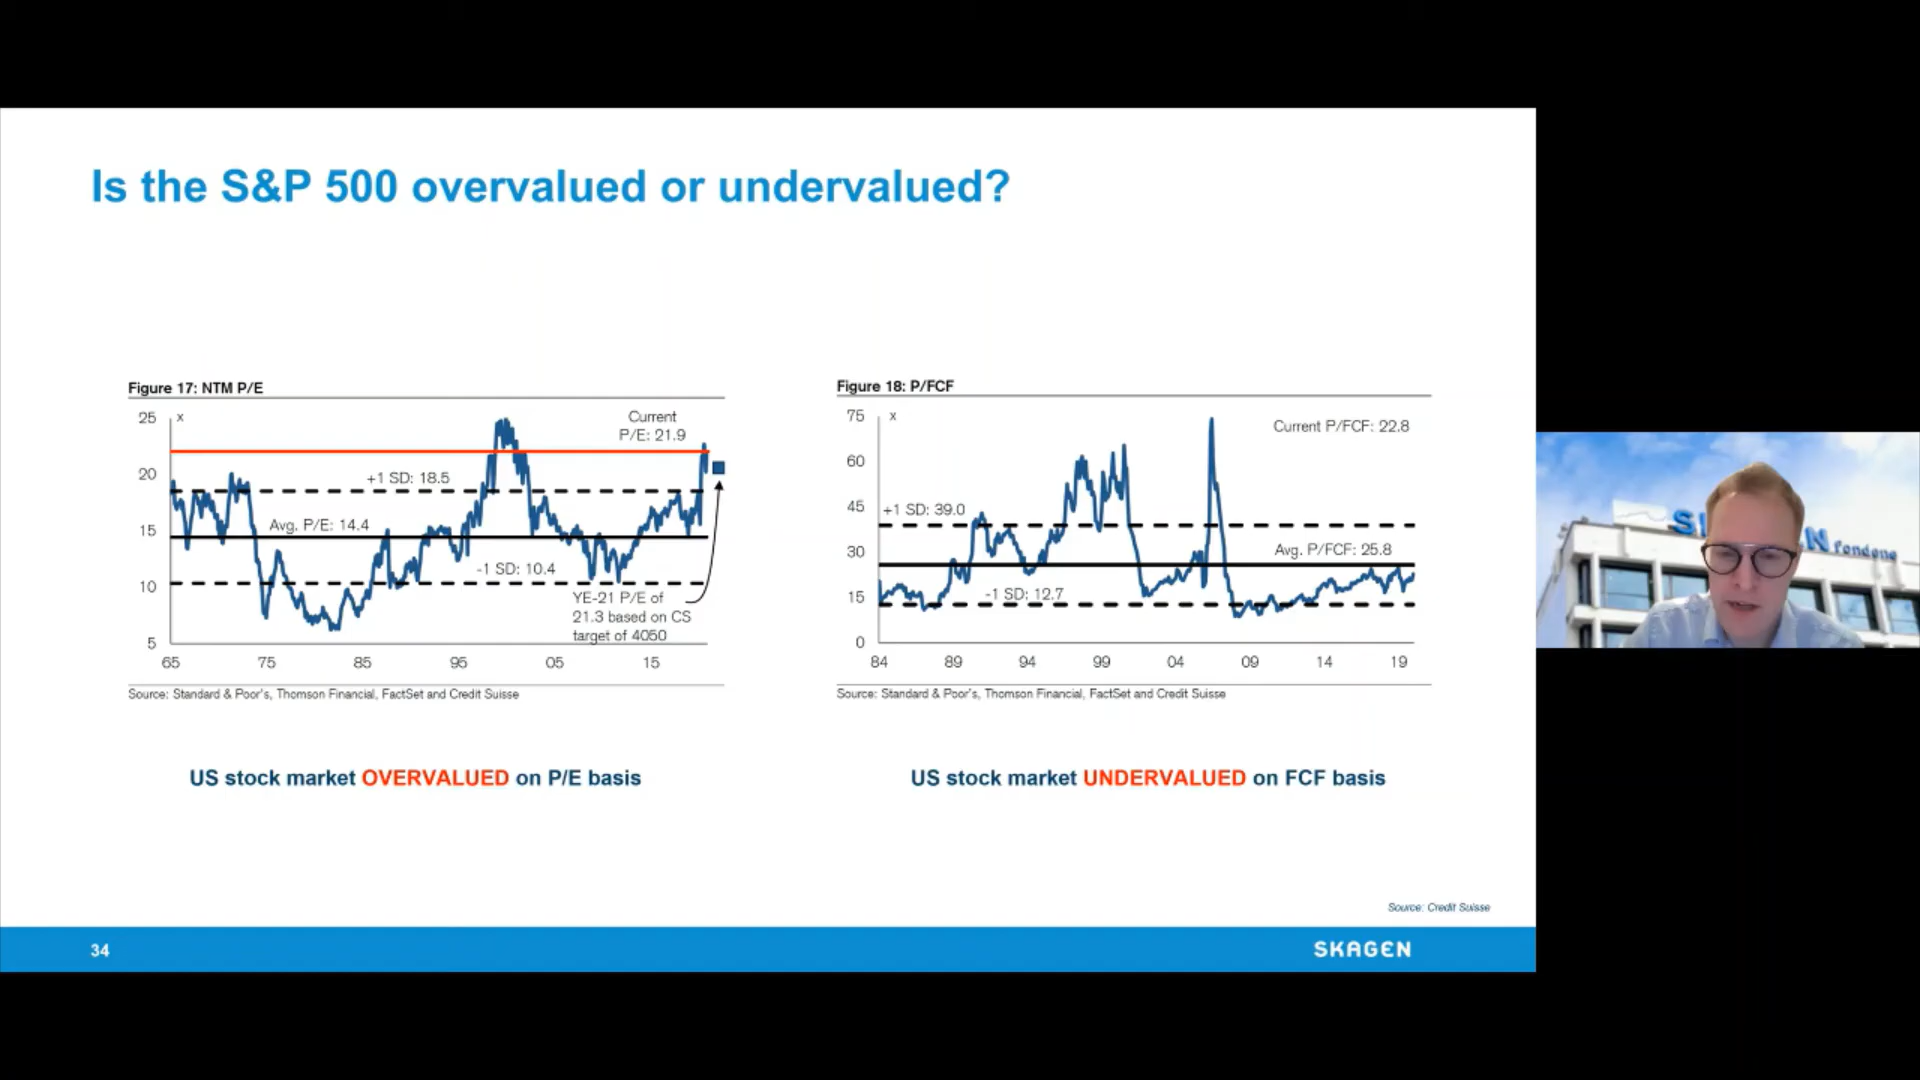 Is the S&P 500 overvalued or undervalued?
Figure 17: NTM P/E
25
x
Current
P/E: 21.9
20
+1 SD: 18.5
15
Avg. P/E: 14.4
-1 SD: 10.4
10
YE-21 P/E of
21.3 based on CS
target of 4050
5
65 75 85 95 05 15
Source: Standard & Poor's, Thomson Financial, FactSet and Credit Suisse
US stock market OVERVALUED on P/E basis
Figure 18: P/FCF
75
x
Current P/FCF: 22.8
60
45
+1 SD: 39.0
30
Avg. P/FCF: 25.8
15
-1 SD: 12.7
0
84 89 94 99 04 09 14 19
Source: Standard & Poor's, Thomson Financial, FactSet and Credit Suisse
US stock market UNDERVALUED on FCF basis
Source: Credit Suisse
34
SKAGEN
fondene